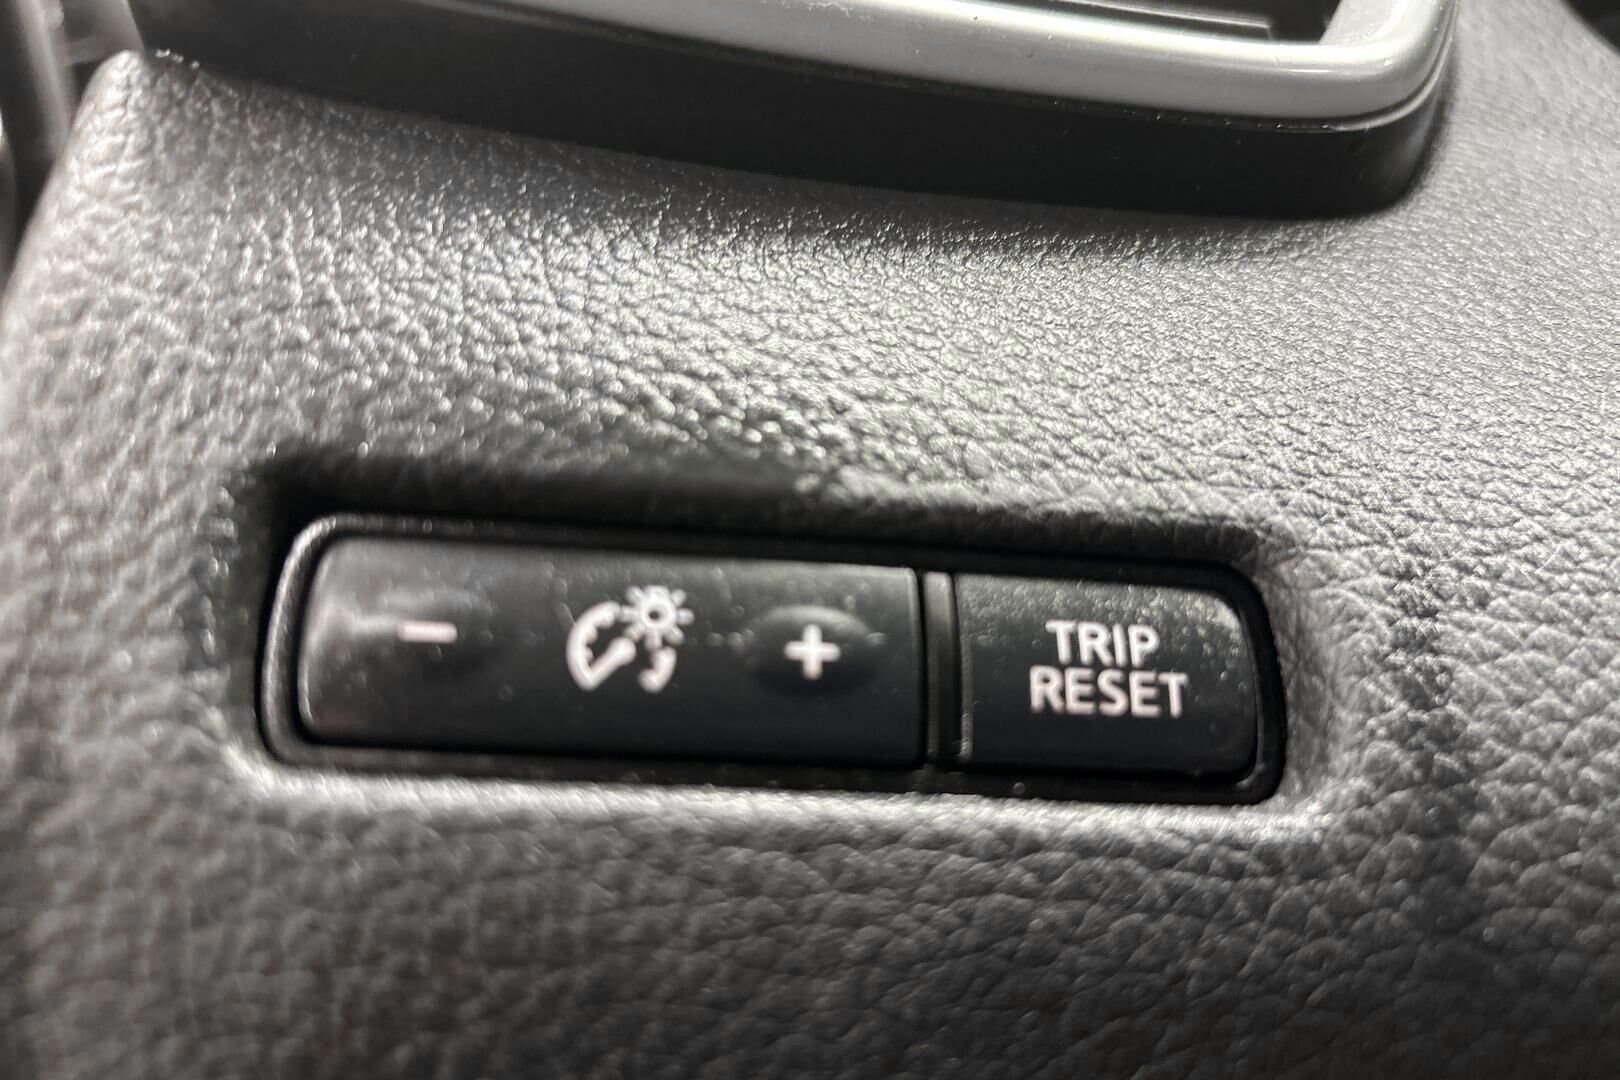 - +
TRIP
RESET